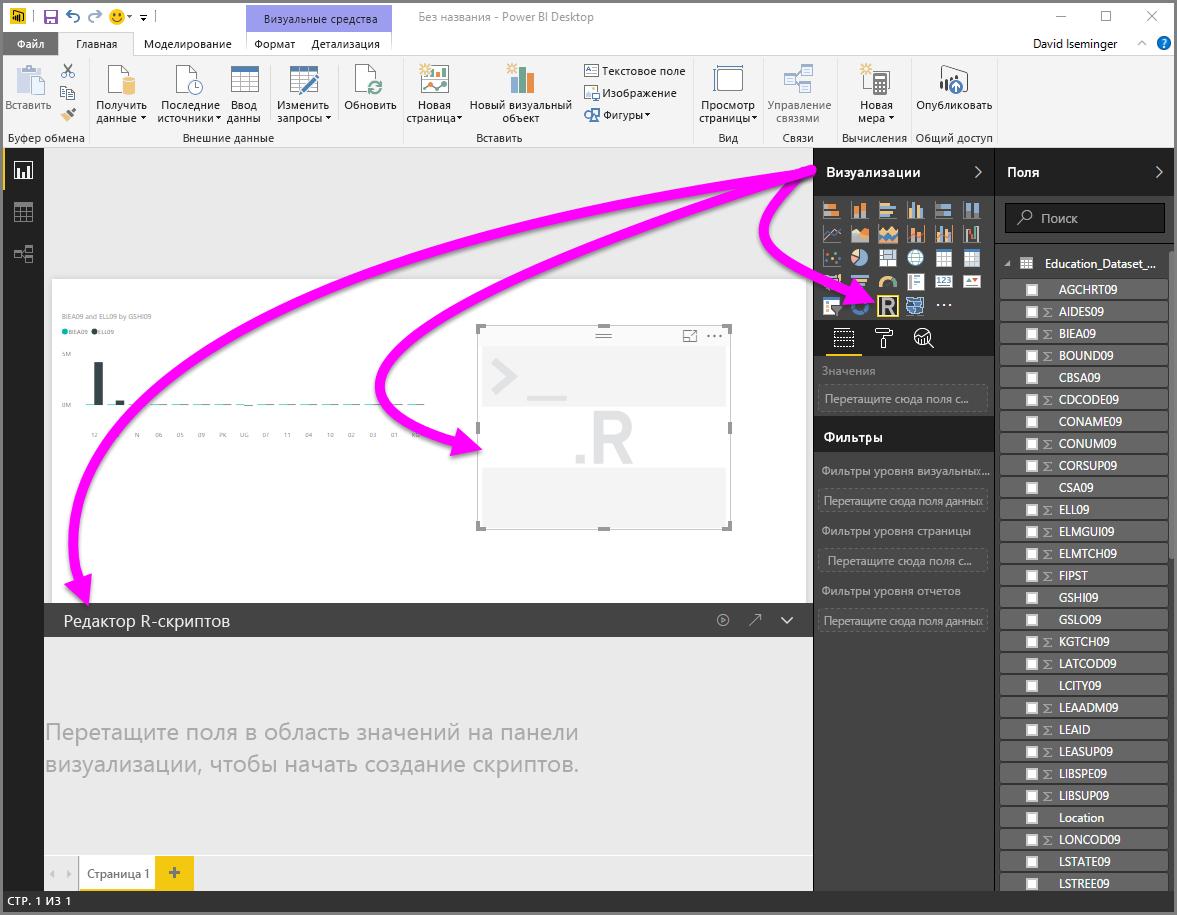 Визуальные средства
Без названия - Power BI Desktop
Файл
Главная
Моделирование
Формат
Детализация
David Iseminger
?
Вставить
Получить
данные
Последние
источники
Ввод
данны
Изменить
запросы
Обновить
Новая
страница
Новый визуальный
объект
Текстовое поле
Изображение
Фигуры
Просмотр
страницы
Управление
связями
Новая
мера
Опубликовать
Буфер обмена
Внешние данные
Вставить
Вид
Связи
Вычисления
Общий доступ
Визуализации
Поля
Поиск
123
R
Education_Dataset_...
AGCHRT09
AIDES09
BIEA09
BOUND09
CBSA09
CDCODE09
CONAME09
CONUM09
CORSUP09
CSA09
ELL09
ELMGUI09
ELMTCH09
FIPST
GSHI09
GSLO09
KGTCH09
LATCOD09
LCITY09
LEAADM09
LEAID
LEASUP09
LIBSPE09
LIBSUP09
Location
LONCOD09
LSTATE09
LSTREE09
Значения
Перетащите сюда поля с...
Фильтры
Фильтры уровня визуальных...
Перетащите сюда поля данных
Фильтры уровня страницы
Перетащите сюда поля с...
Фильтры уровня отчетов
Перетащите сюда поля данных
BIEA09 and ELL09 by GSHI09
BIEA09 ELL09
5M
0M
12 N 06 05 09 PK UG 07 11 04 10 02 03 01 KG
>_
.R
Редактор R-скриптов
Перетащите поля в область значений на панели
визуализации, чтобы начать создание скриптов.
Страница 1
+
СТР. 1 ИЗ 1